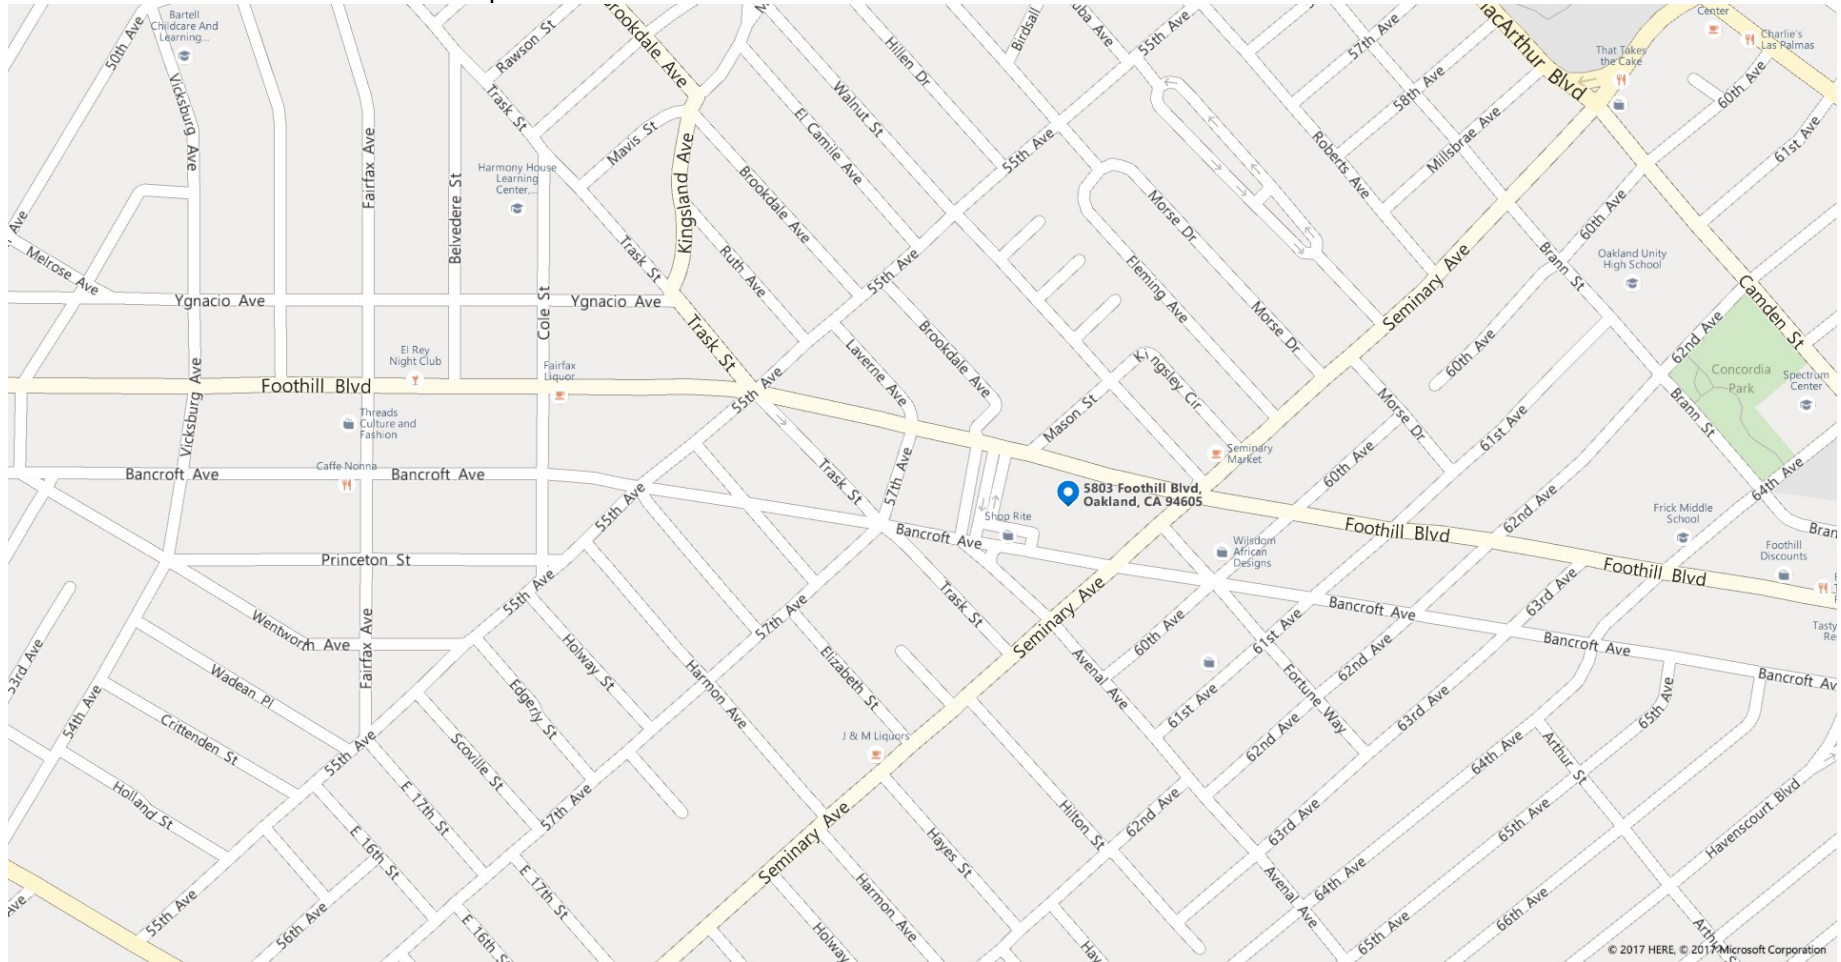 Bartell
Childcare And
Learning...
50th Ave
Vicksburg Ave
Rawson St
Brookdale Ave
Hillen Dr
Birdsall
55th Ave
57th Ave
MacArthur Blvd
Center
That Takes
the Cake
Charlie's
Las Palmas
60th Ave
58th Ave
Millsbrae Ave
61st Ave
Trask St
Mavis St
Walnut St
El Camile Ave
55th Ave
Roberts Ave
Fairfax Ave
Kingsland Ave
Harmony House
Learning
Center,...
Belvedere St
Brookdale Ave
Morse Dr
60th Ave
Melrose Ave
Trask St
Ruth Ave
55th Ave
Fleming Ave
Brann St
Oakland Unity
High School
Ygnacio Ave
Ygnacio Ave
Cole St
Seminary Ave
Camden St
Trask St
Laverne Ave
Brookdale Ave
Morse Dr
60th Ave
62nd Ave
El Rey
Night Club
Fairfax
Liquor
Kingsley Cir
Concordia
Park
Spectrum
Center
Foothill Blvd
55th Ave
Vicksburg Ave
Threads
Culture and
Fashion
Mason St
Morse Dr
61st Ave
Brann St
Caffe Nonna
Bancroft Ave
Bancroft Ave
Trask St
57th Ave
Seminary
Market
60th Ave
64th Ave
5803 Foothill Blvd,
Oakland, CA 94605
55th Ave
Shop Rite
Bancroft Ave
62nd Ave
Frick Middle
School
Foothill Blvd
Wilsdom
African
Designs
Foothill
Discounts
Princeton St
Foothill Blvd
55th Ave
Trask St
Seminary Ave
63rd Ave
Bancroft Ave
57th Ave
60th Ave
61st Ave
Bancroft Ave
Wentworth Ave
Fairfax Ave
53rd Ave
Wadean Pl
Holway St
Harmon Ave
Elizabeth St
Avenal Ave
62nd Ave
Fortune Way
Bancroft Av
54th Ave
Crittenden St
Edgerly St
61st Ave
63rd Ave
65th Ave
55th Ave
Scoville St
J & M Liquors
62nd Ave
64th Ave
Arthur St
Holland St
E 17th St
57th Ave
Seminary Ave
Hilton St
62nd Ave
63rd Ave
65th Ave
Havenscourt Blvd
E 16th St
Hayes St
E 17th St
Harmon Ave
Avenal Ave
64th Ave
66th Ave
55th Ave
56th Ave
E 16th St
Holway
65th Ave
© 2017 HERE, © 2017 Microsoft Corporation